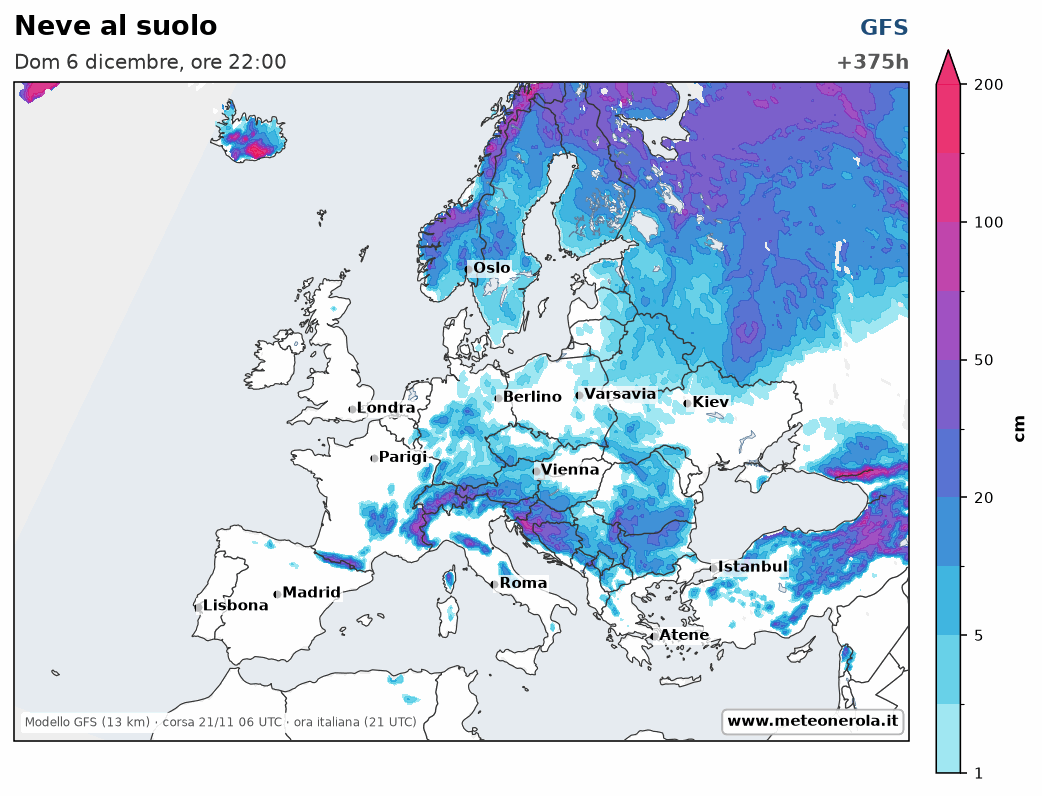 Neve al suolo
GFS
Dom 6 dicembre, ore 22:00
+375h
200
100
50
20
5
1
cm
Oslo
Berlino
Varsavia
Kiev
Londra
Parigi
Vienna
Istanbul
Roma
Madrid
Lisbona
Atene
Modello GFS (13 km) · corsa 21/11 06 UTC · ora italiana (21 UTC)
www.meteonerola.it